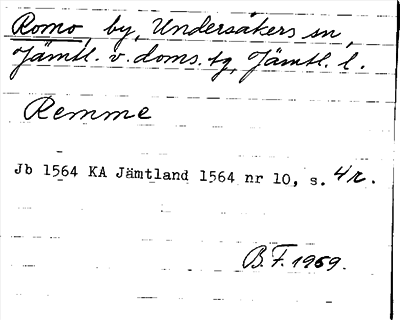 Romo, by, Undersåkers sn,
Jämtl. v. doms. tg, Jämtl. l.
Remme
Jb 1564 KA Jämtland 1564 nr 10, s. 4r.
B.F. 1959.